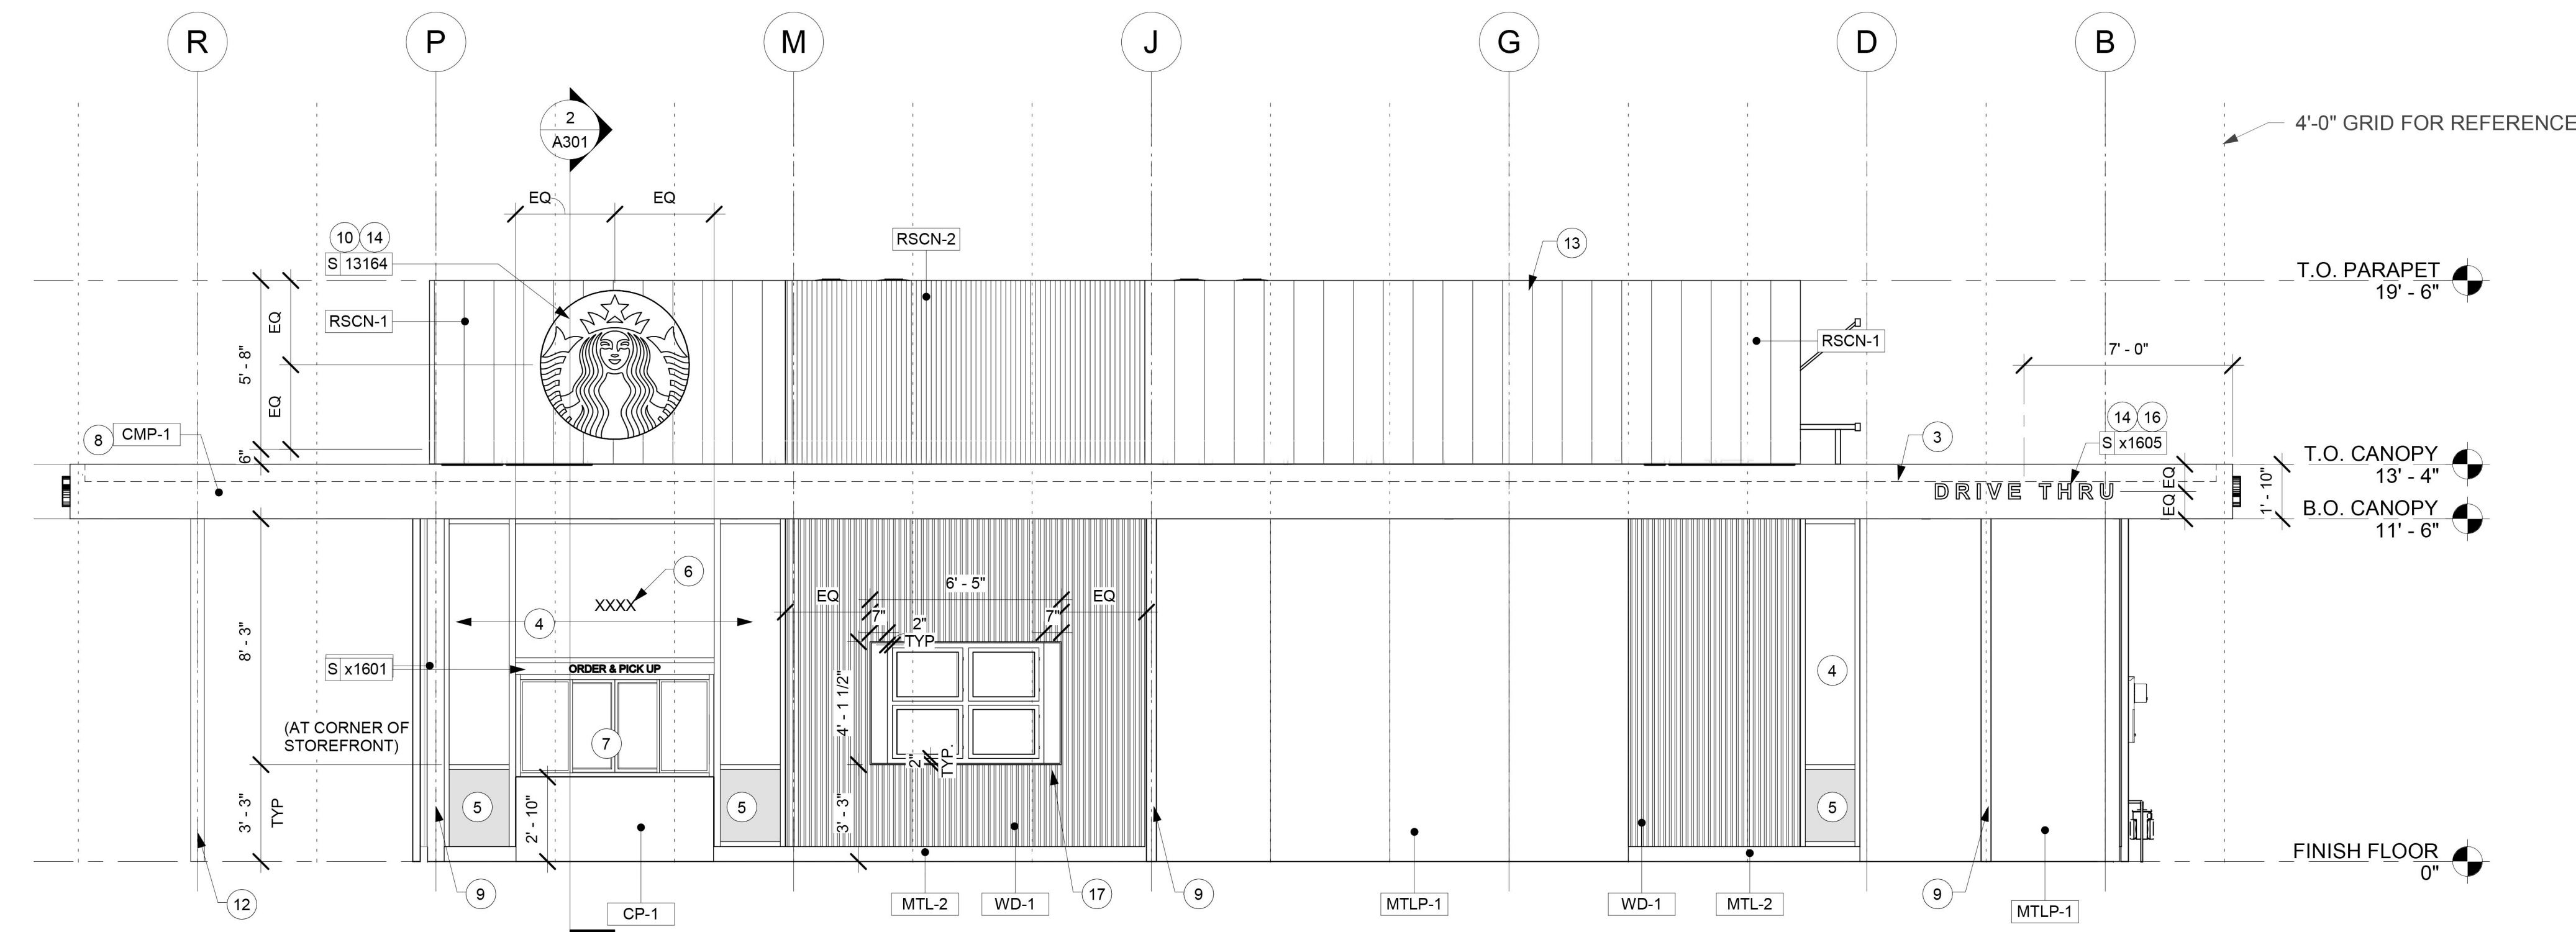 R
P
M
J
G
D
B
2
A301
4'-0" GRID FOR REFERENCE
EQ
EQ
10
14
S 13164
RSCN-2
13
T.O. PARAPET
19' - 6"
RSCN-1
EQ
5' - 8"
EQ
RSCN-1
7' - 0"
14
16
S x1605
8
CMP-1
6"
3
T.O. CANOPY
13' - 4"
DRIVE THRU
EQ
EQ
1' - 10"
B.O. CANOPY
11' - 6"
6
XXXX
4
8' - 3"
EQ
6' - 5"
EQ
7"
7"
2"
TYP
S x1601
ORDER & PICK UP
4
4' - 1 1/2"
(AT CORNER OF
STOREFRONT)
7
2"
TYP.
5
5
5
3' - 3"
TYP
2' - 10"
3' - 3"
FINISH FLOOR
0"
12
9
CP-1
MTL-2
WD-1
17
9
MTLP-1
WD-1
MTL-2
9
MTLP-1